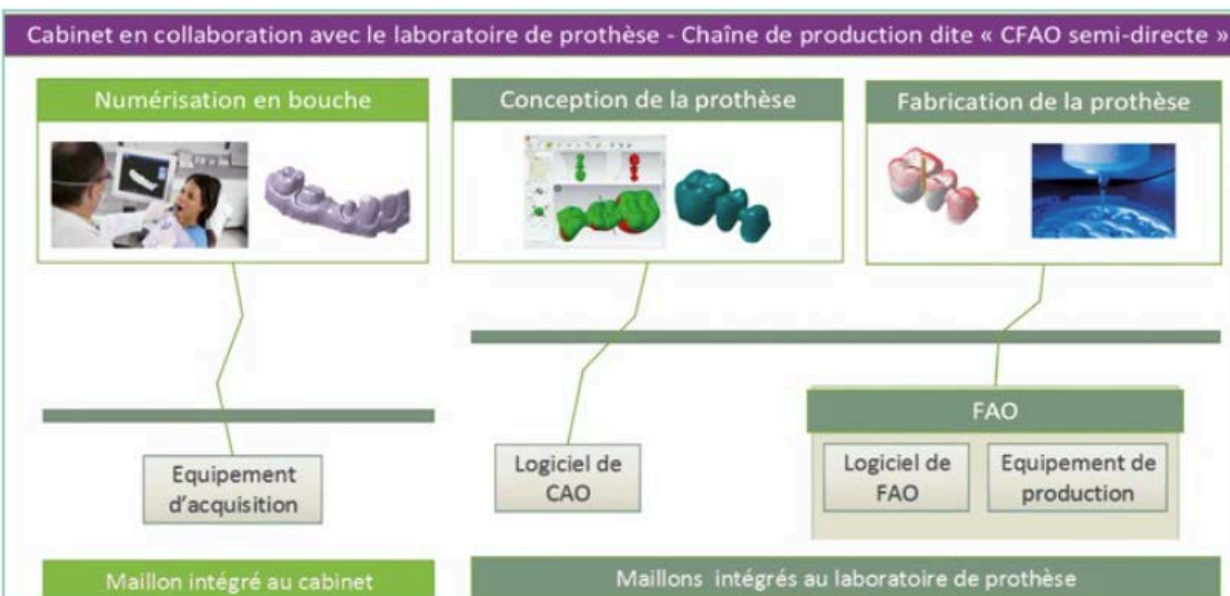 Cabinet en collaboration avec le laboratoire de prothèse - Chaîne de production dite « CFAO semi-directe »
Numérisation en bouche
Conception de la prothèse
Fabrication de la prothèse
FAO
Equipement
d'acquisition
Logiciel de
CAO
Logiciel de
FAO
Equipement de
production
Maillon intégré au cabinet
Maillons intégrés au laboratoire de prothèse